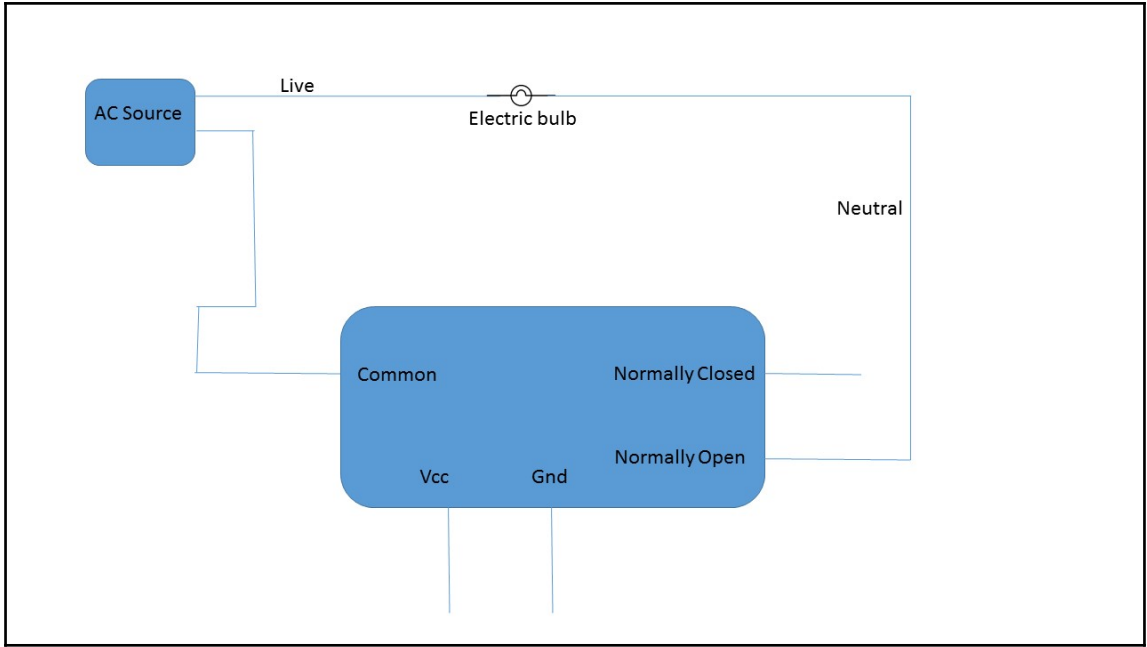 Live
AC Source
Electric bulb
Neutral
Common
Normally Closed
Normally Open
Vcc
Gnd